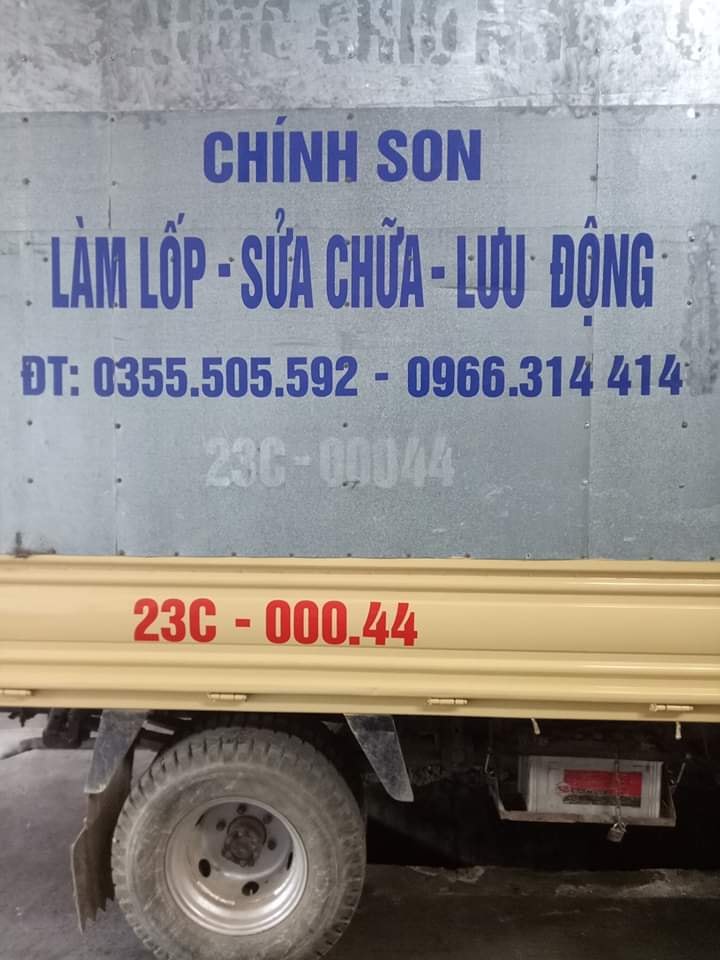 CHÍNH SƠN
LÀM LỐP - SỬA CHỮA - LƯU ĐỘNG
ĐT: 0355.505.592 - 0966.314 414
23C - 00044
23C - 000.44